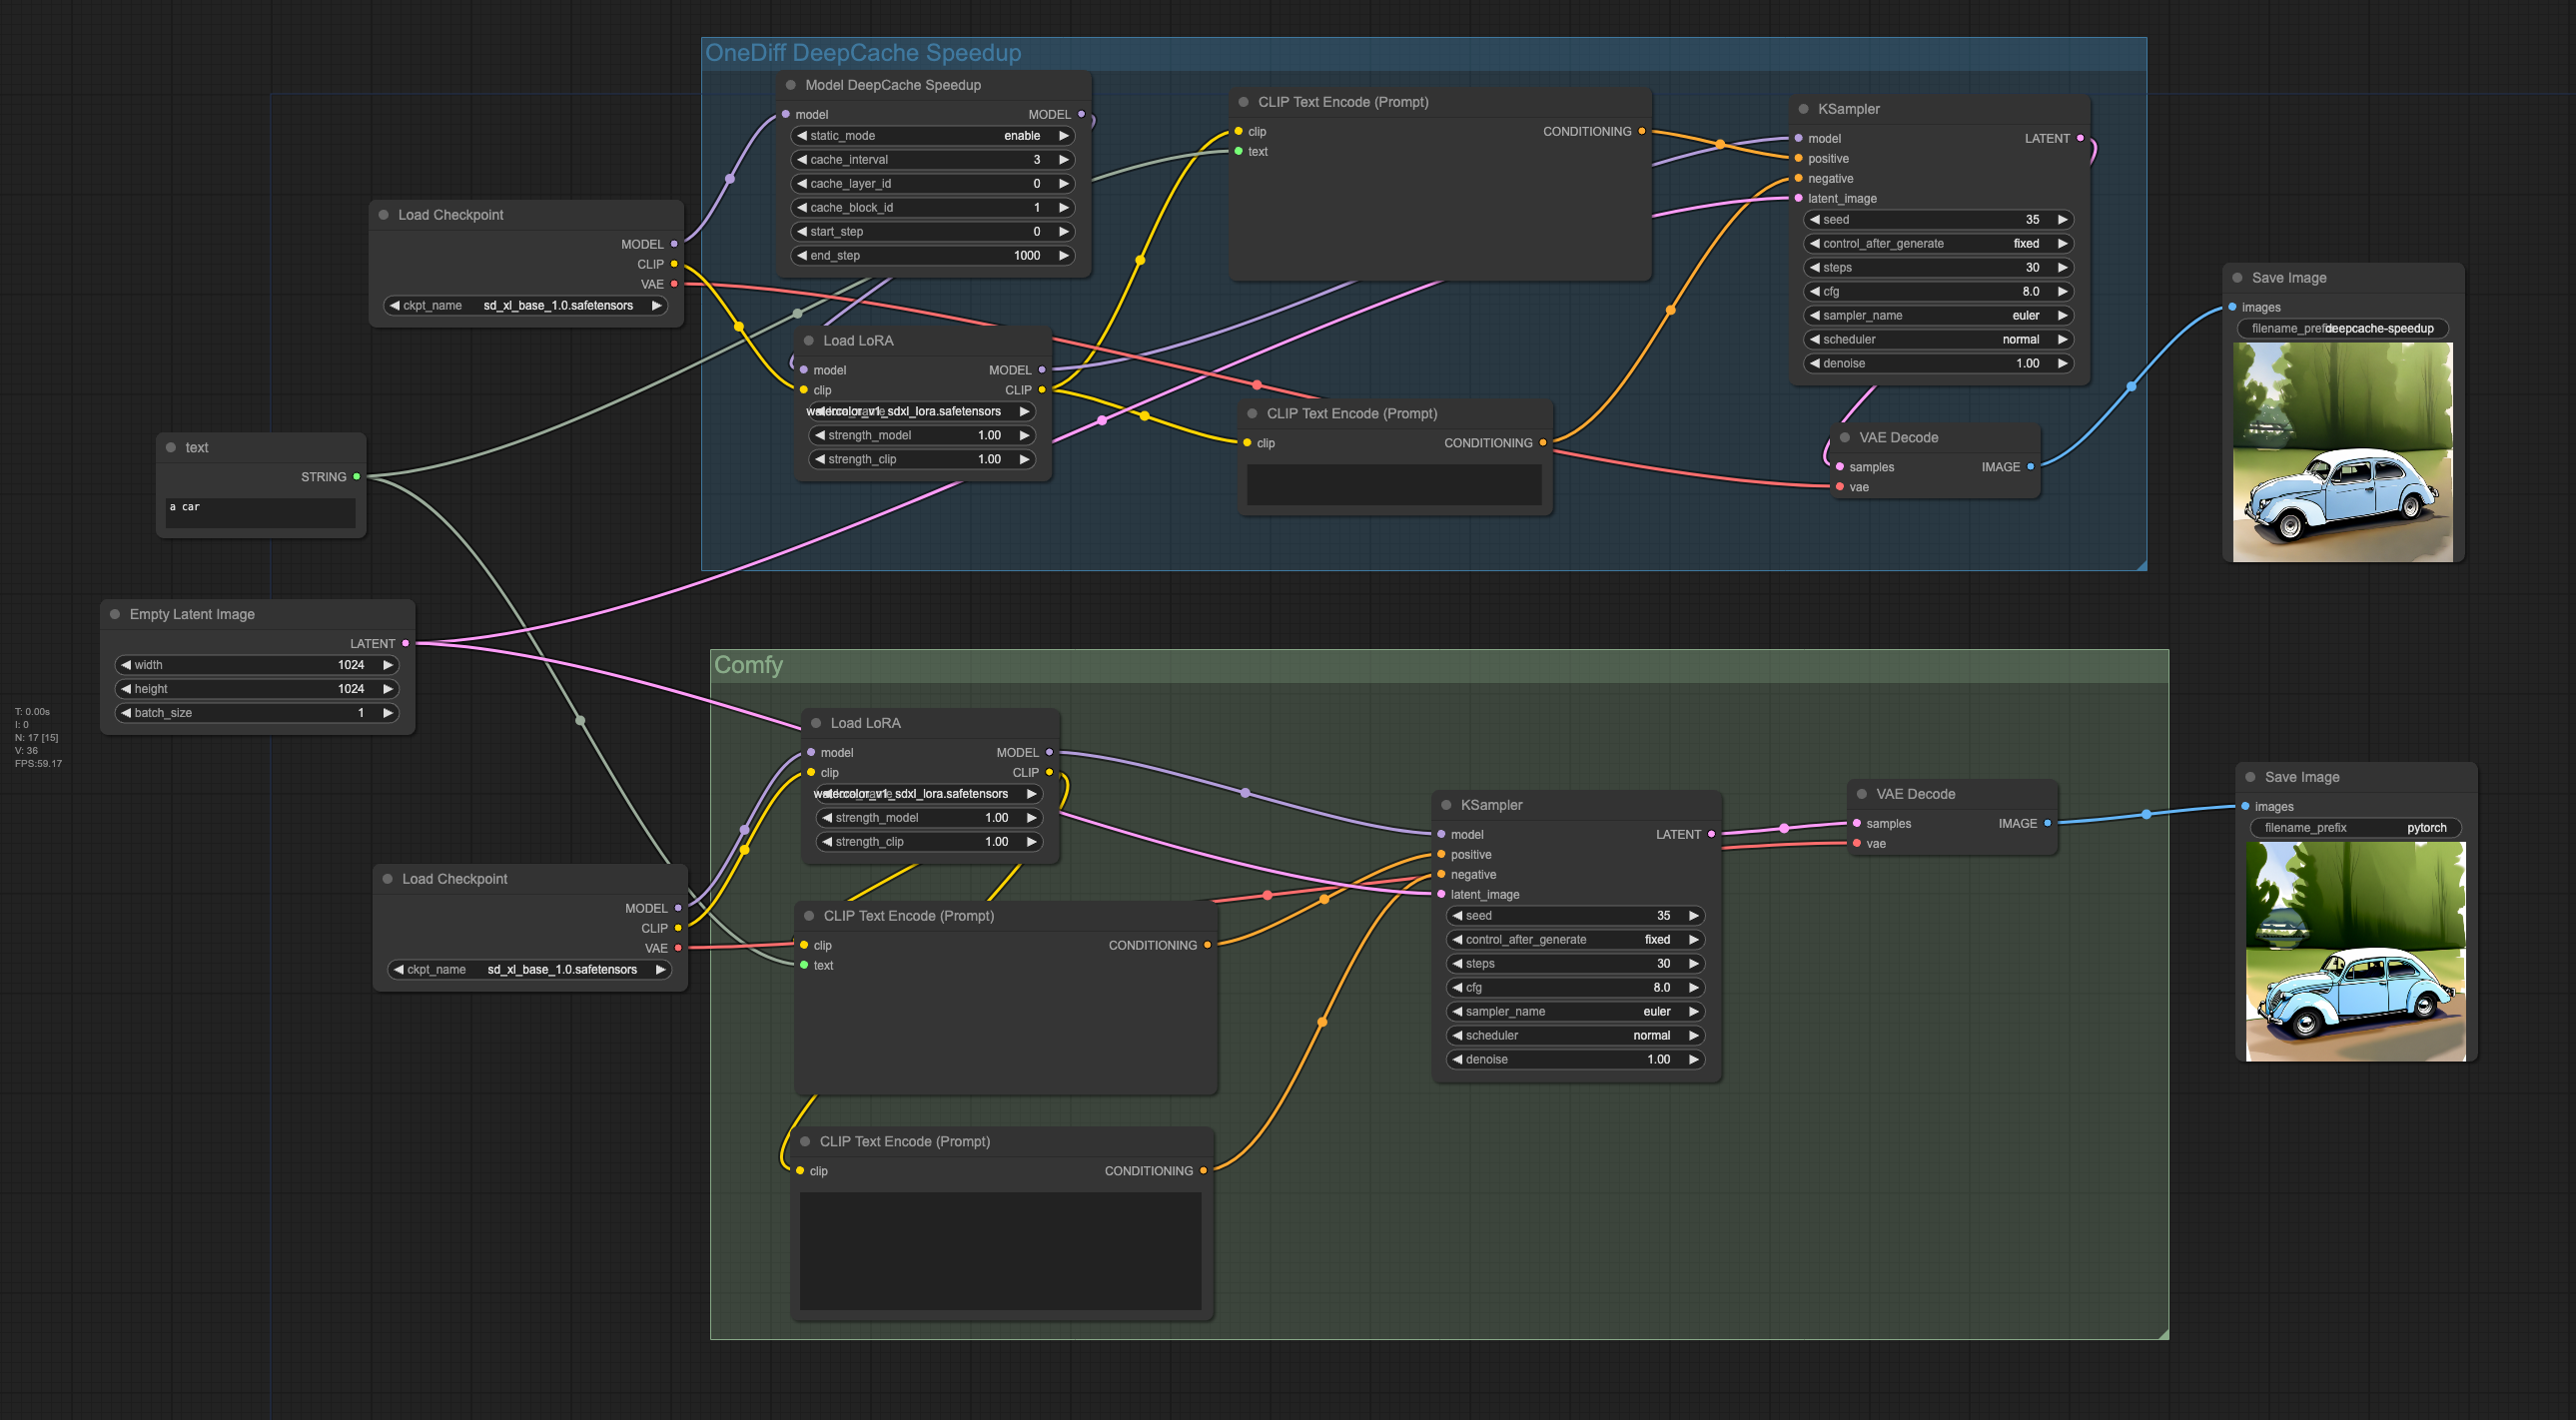 OneDiff DeepCache Speedup
Model DeepCache Speedup
model MODEL
static_mode enable
cache_interval 3
cache_layer_id 0
cache_block_id 1
start_step 0
end_step 1000
CLIP Text Encode (Prompt)
clip CONDITIONING
text
KSampler
model LATENT
positive
negative
latent_image
seed 35
control_after_generate fixed
steps 30
cfg 8.0
sampler_name euler
scheduler normal
denoise 1.00
Load Checkpoint
MODEL
CLIP
VAE
ckpt_name sd_xl_base_1.0.safetensors
Save Image
images
deepcache-speedup
Load LoRA
model MODEL
clip CLIP
watercolor_v1_sdxl_lora.safetensors
strength_model 1.00
strength_clip 1.00
CLIP Text Encode (Prompt)
clip CONDITIONING
VAE Decode
samples IMAGE
vae
text
STRING
a car
Empty Latent Image
LATENT
width 1024
height 1024
batch_size 1
T: 0.00s
I: 0
N: 17 [15]
V: 36
FPS:59.17
Comfy
Load LoRA
model MODEL
clip CLIP
watercolor_v1_sdxl_lora.safetensors
strength_model 1.00
strength_clip 1.00
KSampler
model LATENT
positive
negative
latent_image
seed 35
control_after_generate fixed
steps 30
cfg 8.0
sampler_name euler
scheduler normal
denoise 1.00
VAE Decode
samples IMAGE
vae
Save Image
images
filename_prefix pytorch
Load Checkpoint
MODEL
CLIP
VAE
ckpt_name sd_xl_base_1.0.safetensors
CLIP Text Encode (Prompt)
clip CONDITIONING
text
CLIP Text Encode (Prompt)
clip CONDITIONING